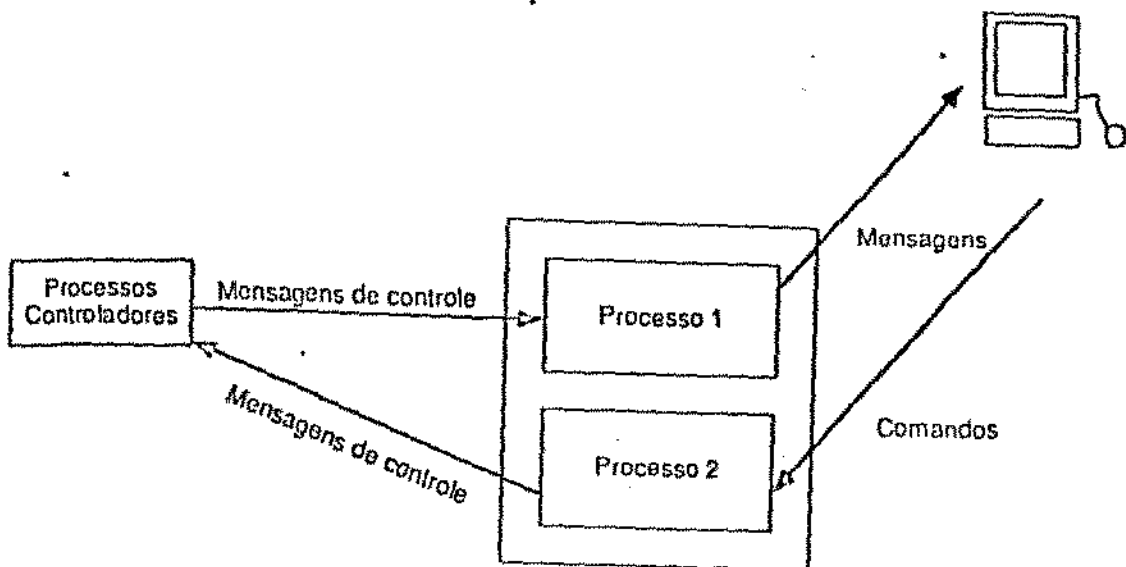 Mensagens
Processos
Controladores
Mensagens de controle
Processo 1
Mensagens de controle
Processo 2
Comandos